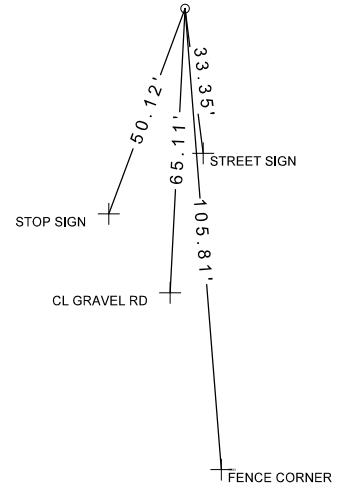 33.35'
50.12'
65.11'
STREET SIGN
105.81'
STOP SIGN
CL GRAVEL RD
FENCE CORNER